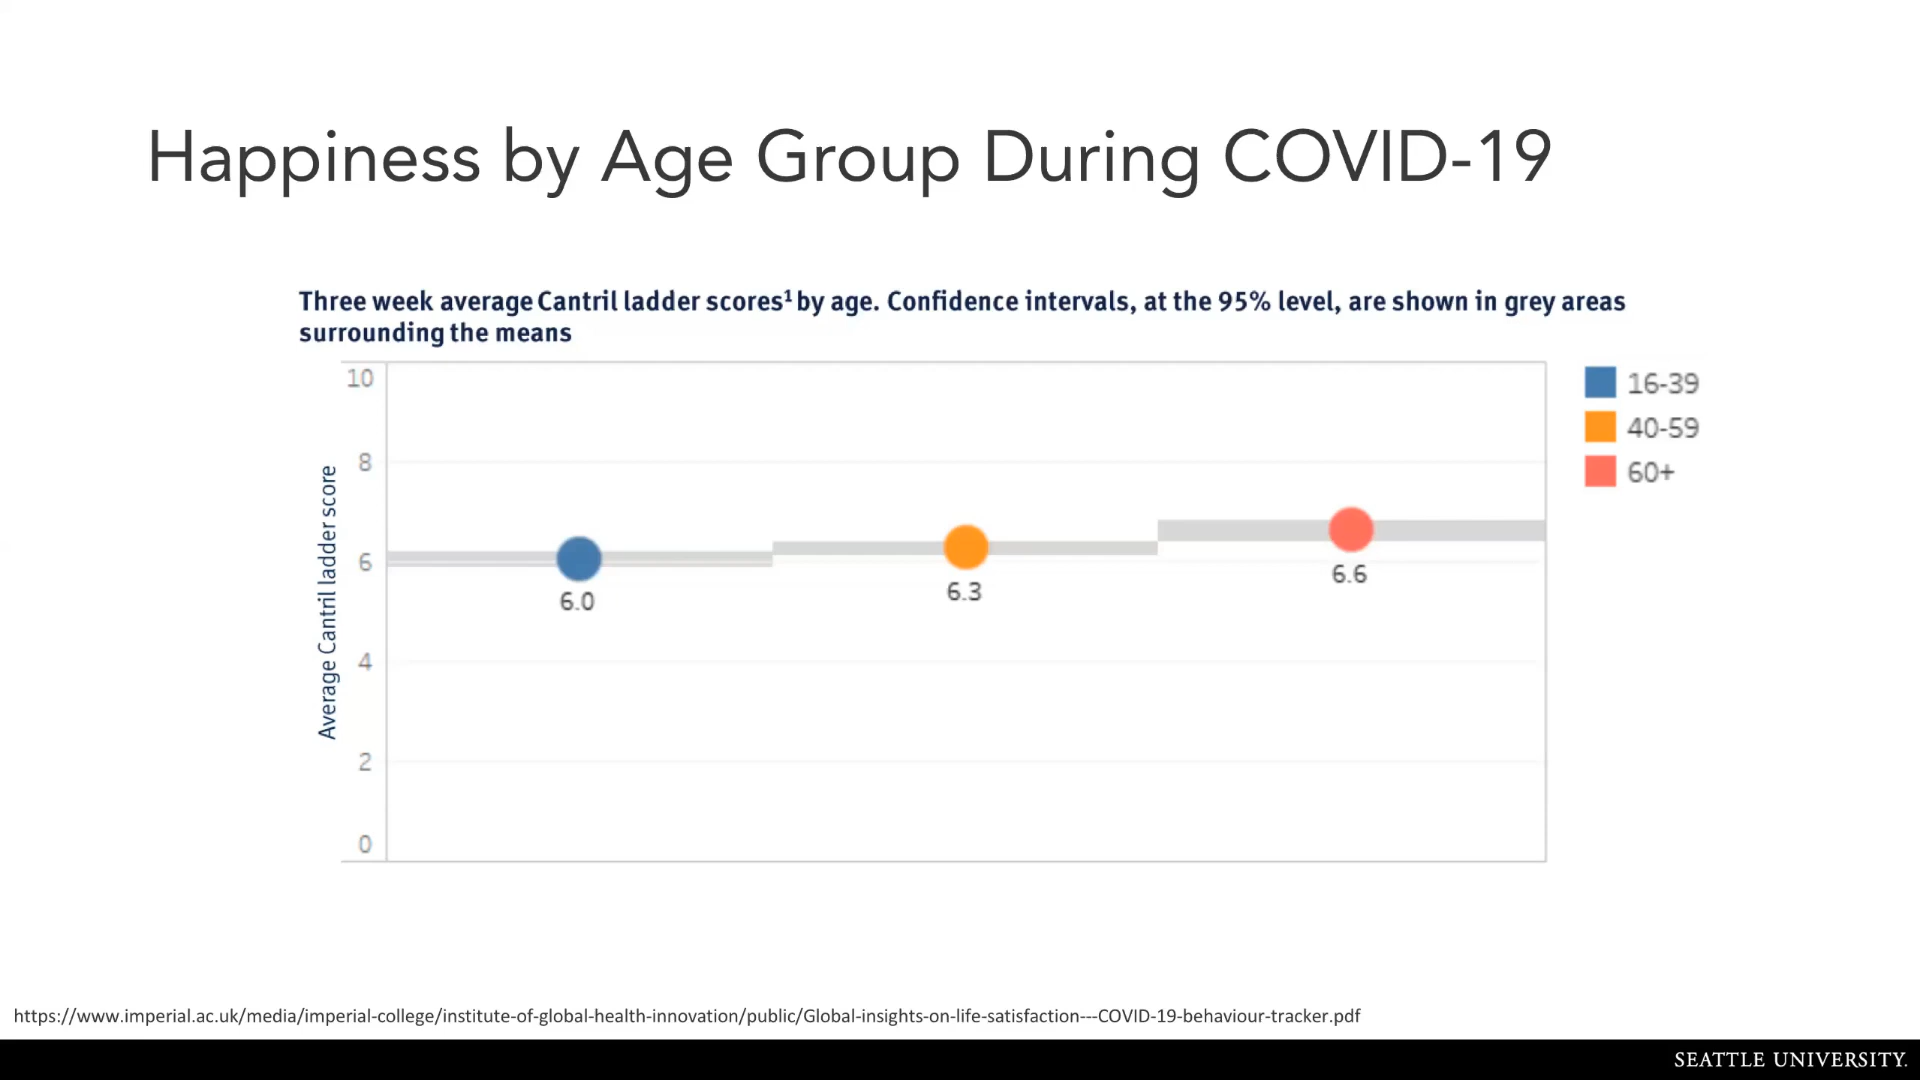 Happiness by Age Group During COVID-19
Three week average Cantril ladder scores¹ by age. Confidence intervals, at the 95% level, are shown in grey areas
surrounding the means
10
8
6
4
2
0
Average Cantril ladder score
6.0
6.3
6.6
16-39
40-59
60+
https://www.imperial.ac.uk/media/imperial-college/institute-of-global-health-innovation/public/Global-insights-on-life-satisfaction---COVID-19-behaviour-tracker.pdf
SEATTLE UNIVERSITY.